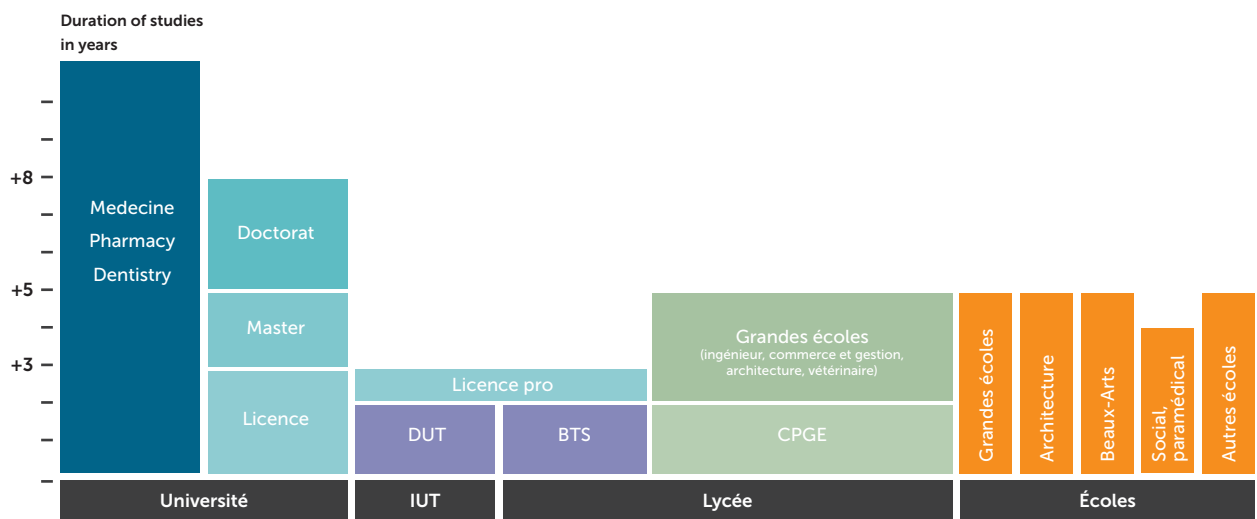 Duration of studies
in years
+8
+5
+3
Medecine
Pharmacy
Dentistry
Doctorat
Master
Licence
Licence pro
DUT
BTS
Grandes écoles
(ingénieur, commerce et gestion,
architecture, vétérinaire)
CPGE
Grandes écoles
Architecture
Beaux-Arts
Social,
paramédical
Autres écoles
Université
IUT
Lycée
Écoles